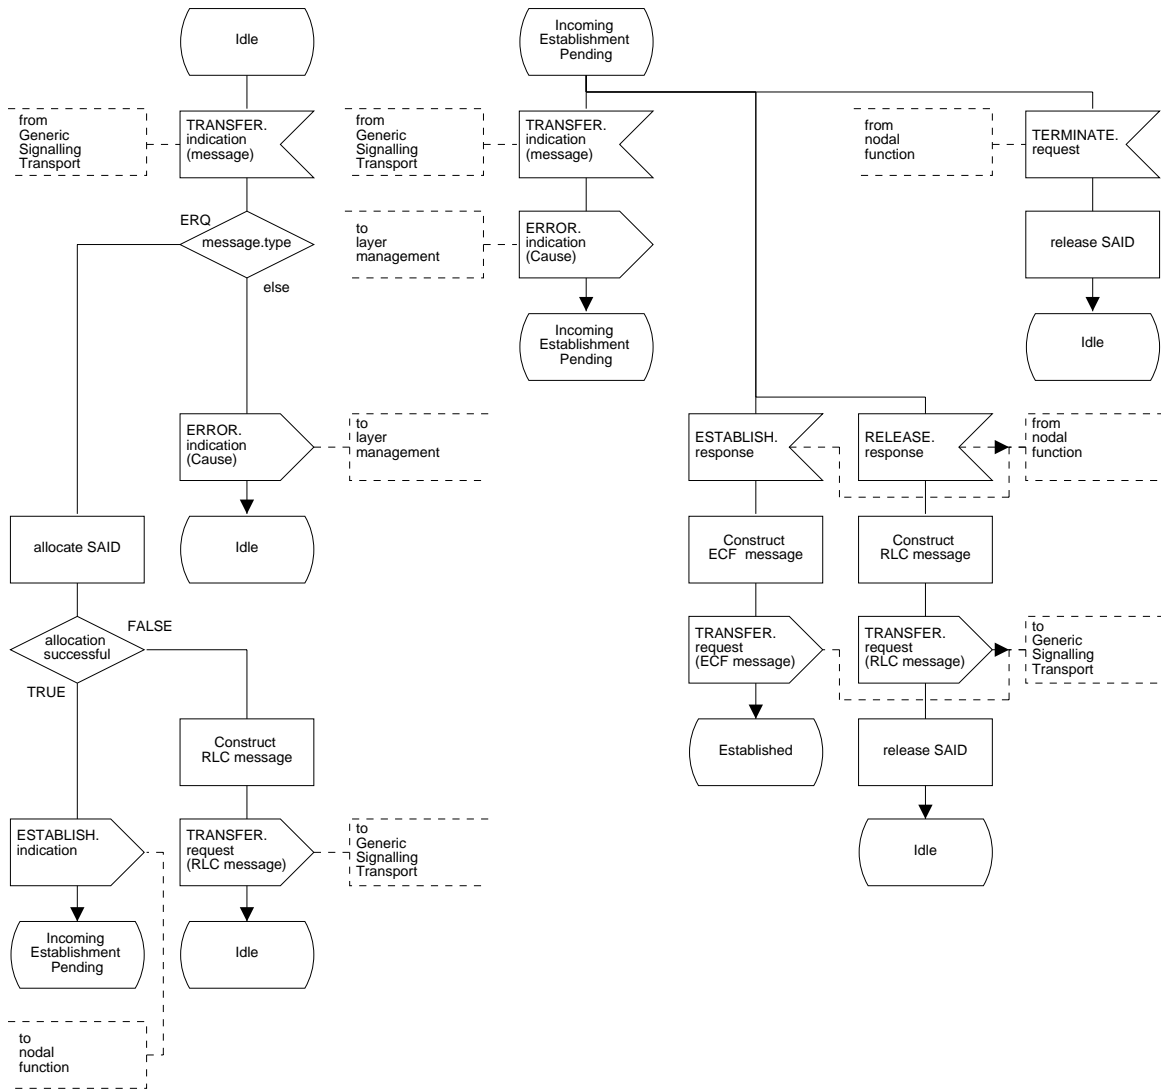 Idle
Incoming
Establishment
Pending
from
Generic
Signalling
Transport
TRANSFER.
indication
(message)
from
Generic
Signalling
Transport
TRANSFER.
indication
(message)
from
nodal
function
TERMINATE.
request
ERQ
message.type
else
to
layer
management
ERROR.
indication
(Cause)
release SAID
Incoming
Establishment
Pending
Idle
ERROR.
indication
(Cause)
to
layer
management
ESTABLISH.
response
RELEASE.
response
from
nodal
function
allocate SAID
Idle
Construct
ECF message
Construct
RLC message
allocation
successful
FALSE
TRUE
TRANSFER.
request
(ECF message)
TRANSFER.
request
(RLC message)
to
Generic
Signalling
Transport
Construct
RLC message
Established
release SAID
ESTABLISH.
indication
TRANSFER.
request
(RLC message)
to
Generic
Signalling
Transport
Idle
Incoming
Establishment
Pending
Idle
to
nodal
function